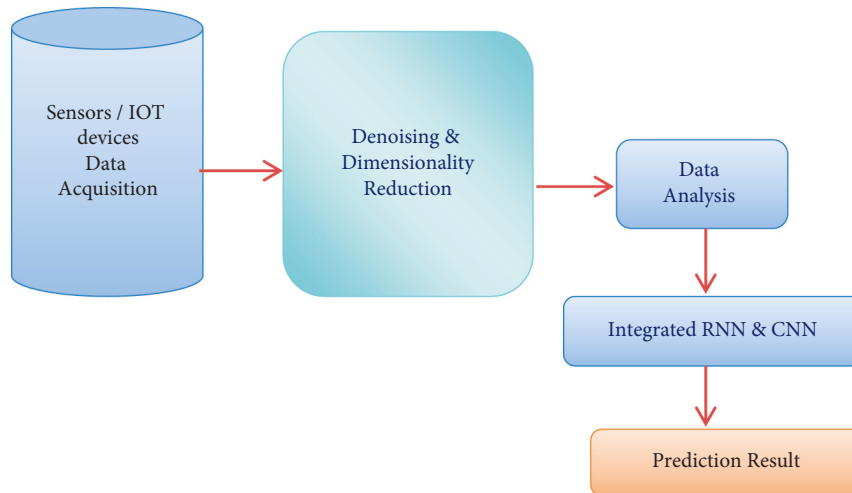 Sensors / IOT
devices
Data
Acquisition
Denoising &
Dimensionality
Reduction
Data
Analysis
Integrated RNN & CNN
Prediction Result